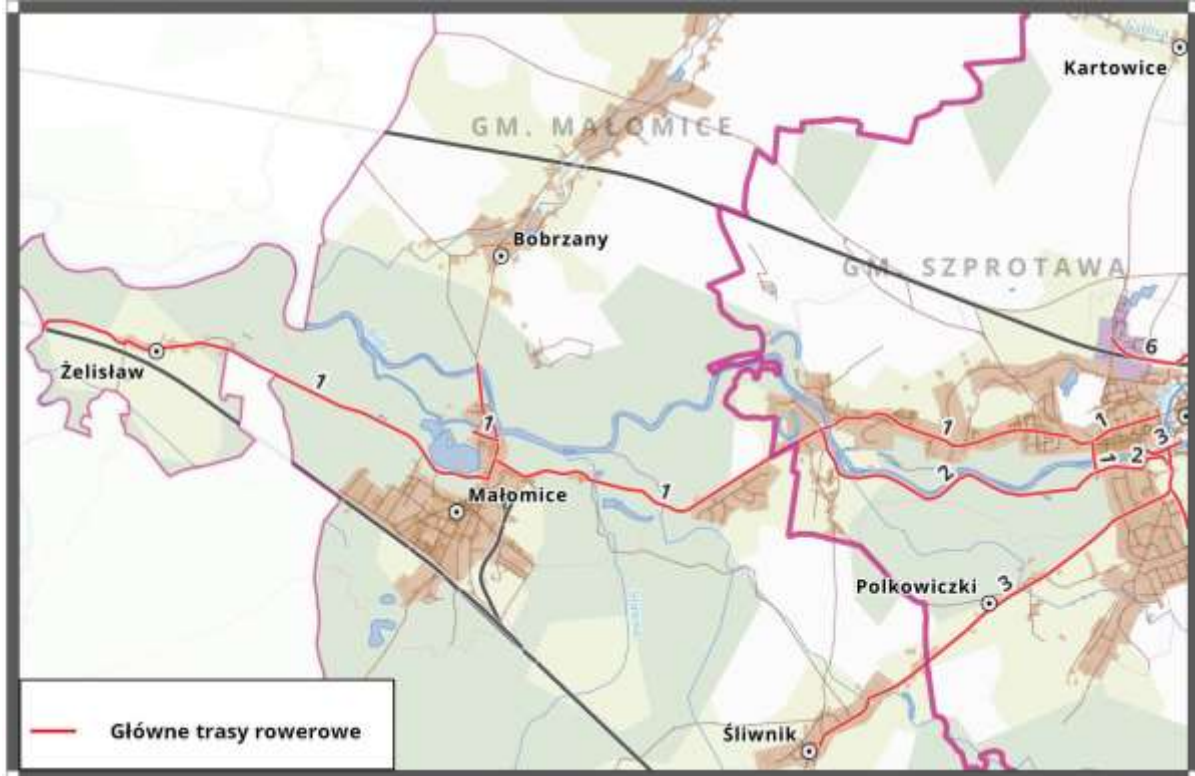 Kartowice
GM. MAŁOMICE
Bobrzany
GM. SZPROTAWA
6
Żelisław
1
1
1
1
3
2
1
2
Małomice
1
Polkowiczki
3
Śliwnik
Główne trasy rowerowe